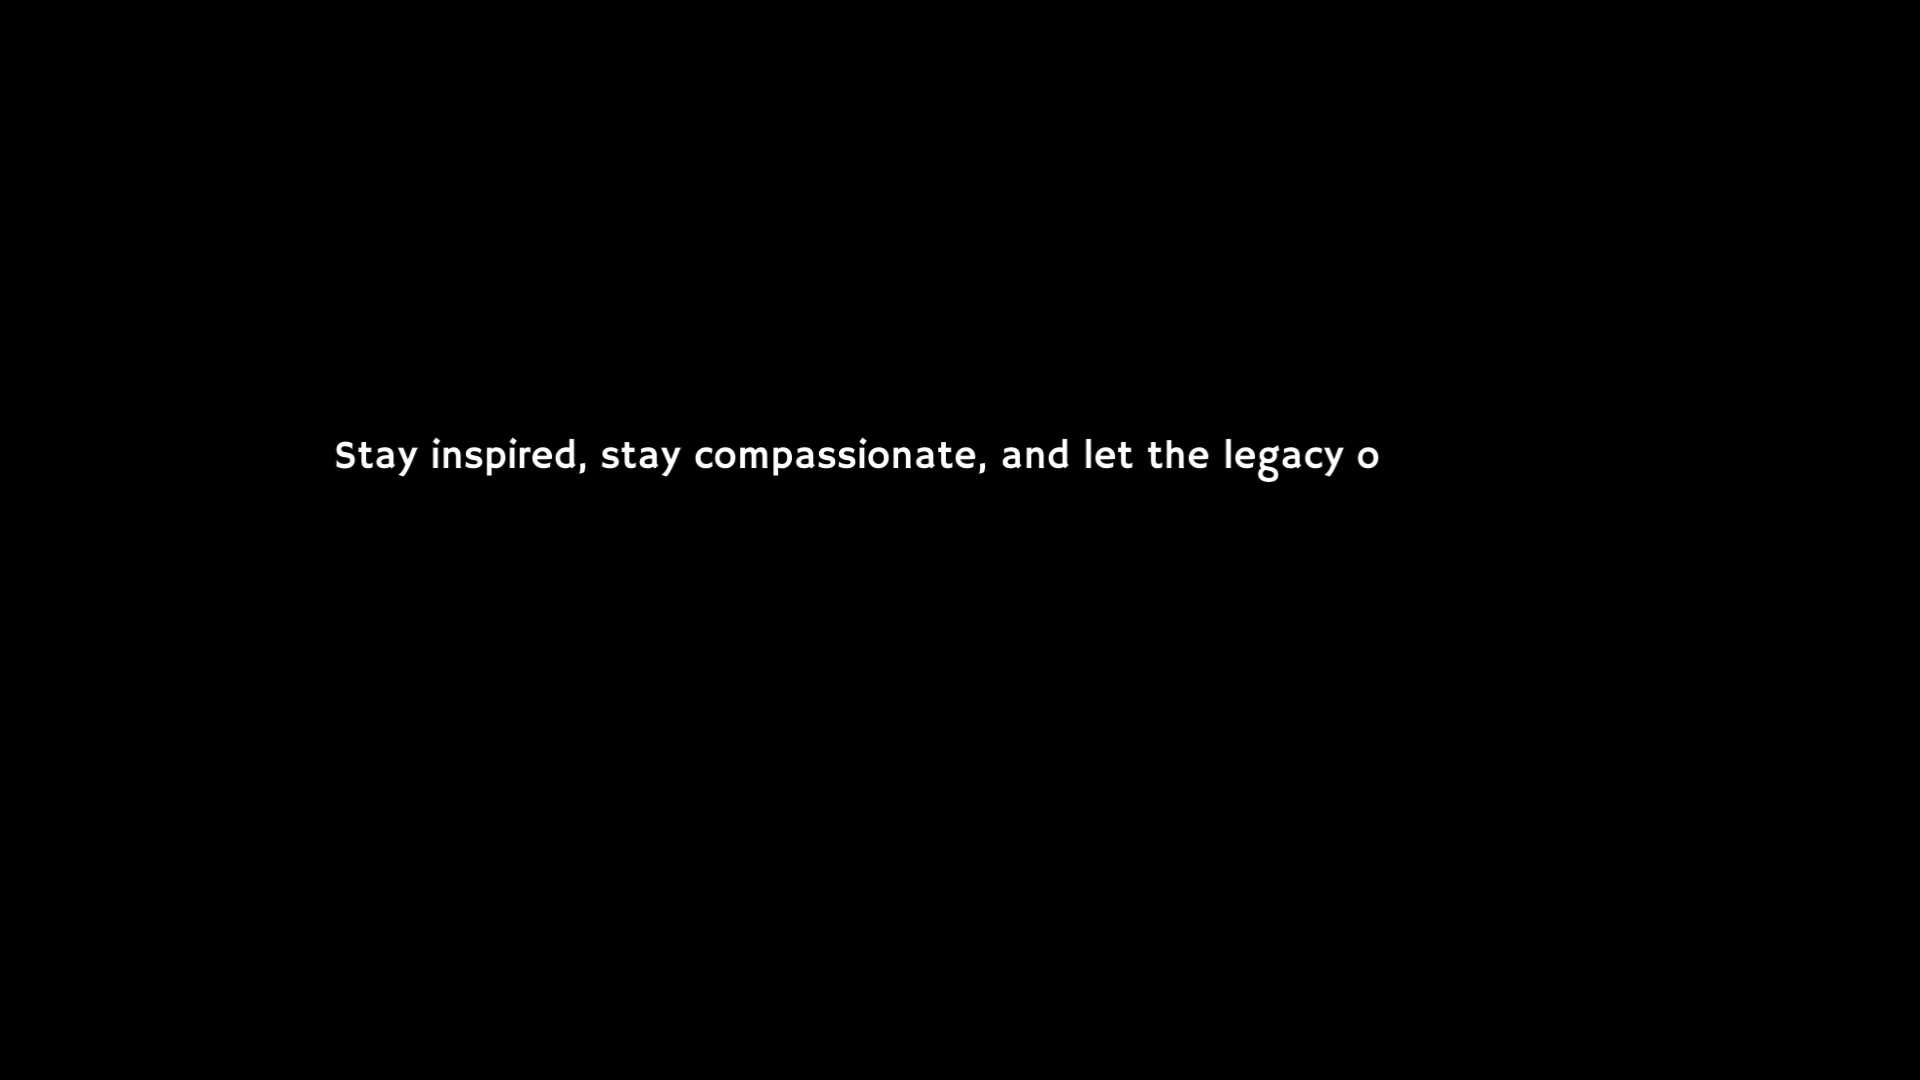 Stay inspired, stay compassionate, and let the legacy o